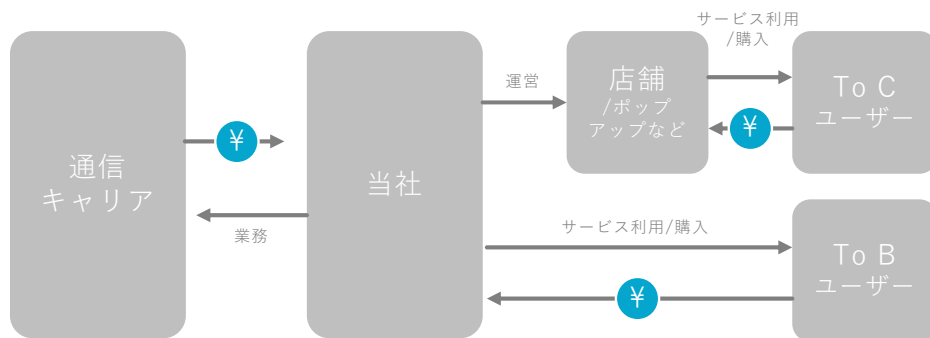 通信
キャリア
¥
業務
当社
運営
店舗
/ポップ
アップなど
サービス利用
/購入
¥
To C
ユーザー
サービス利用/購入
¥
To B
ユーザー